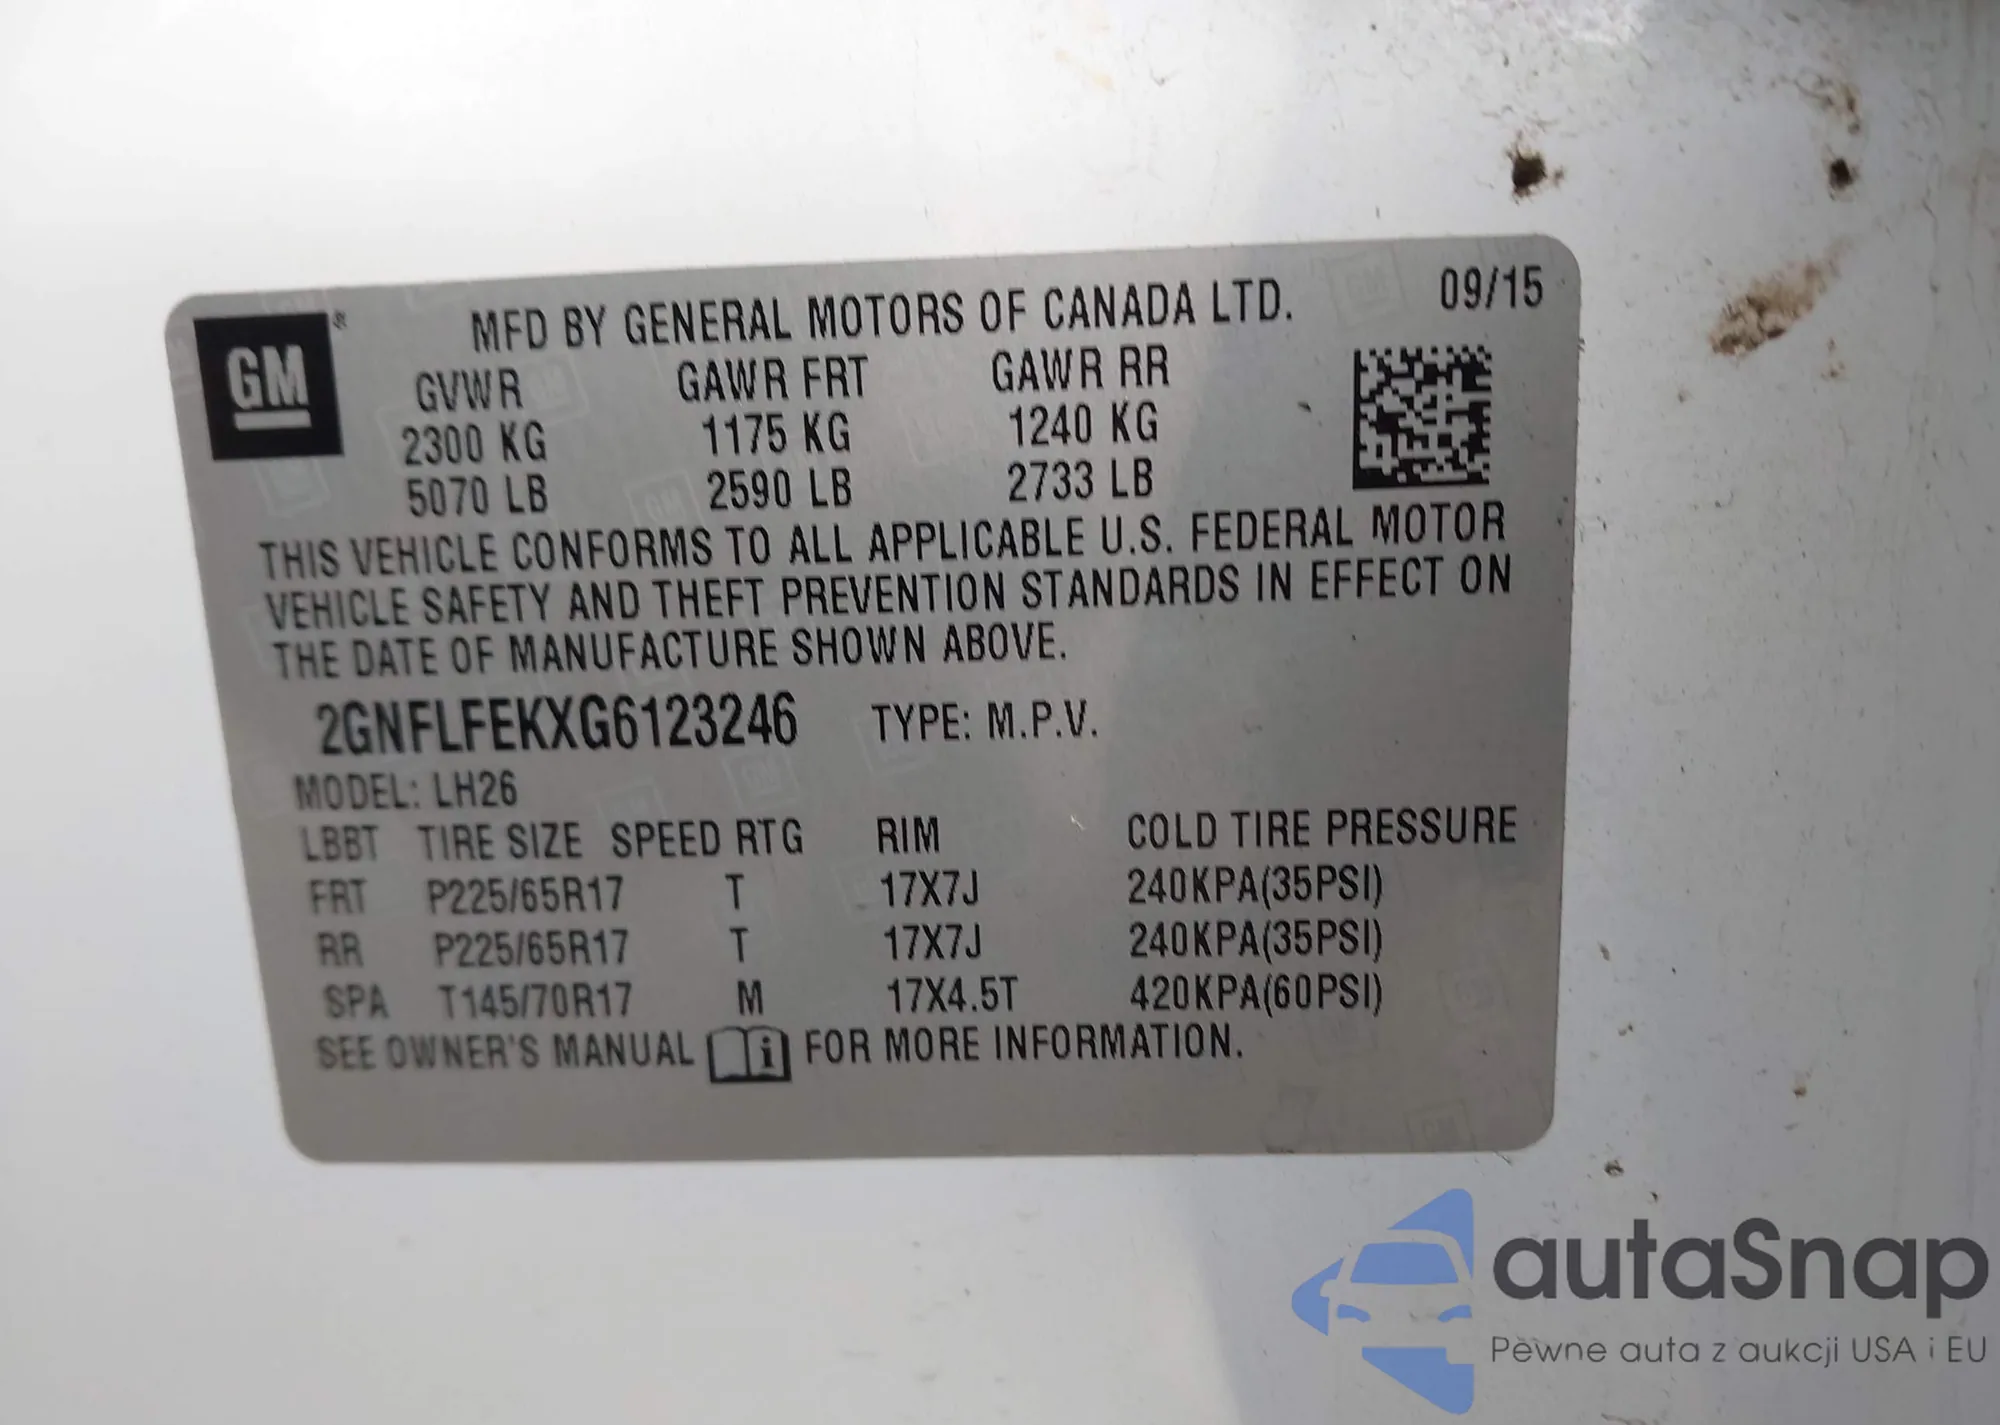 GM®
MFD BY GENERAL MOTORS OF CANADA LTD. 09/15
GVWR GAWR FRT GAWR RR
2300 KG 1175 KG 1240 KG
5070 LB 2590 LB 2733 LB
THIS VEHICLE CONFORMS TO ALL APPLICABLE U.S. FEDERAL MOTOR
VEHICLE SAFETY AND THEFT PREVENTION STANDARDS IN EFFECT ON
THE DATE OF MANUFACTURE SHOWN ABOVE.
2GNFLFEKXG6123246 TYPE: M.P.V.
MODEL: LH26
LBBT TIRE SIZE SPEED RTG RIM COLD TIRE PRESSURE
FRT P225/65R17 T 17X7J 240KPA(35PSI)
RR P225/65R17 T 17X7J 240KPA(35PSI)
SPA T145/70R17 M 17X4.5T 420KPA(60PSI)
SEE OWNER'S MANUAL i FOR MORE INFORMATION.
autaSnap
Pewne auta z aukcji USA i EU